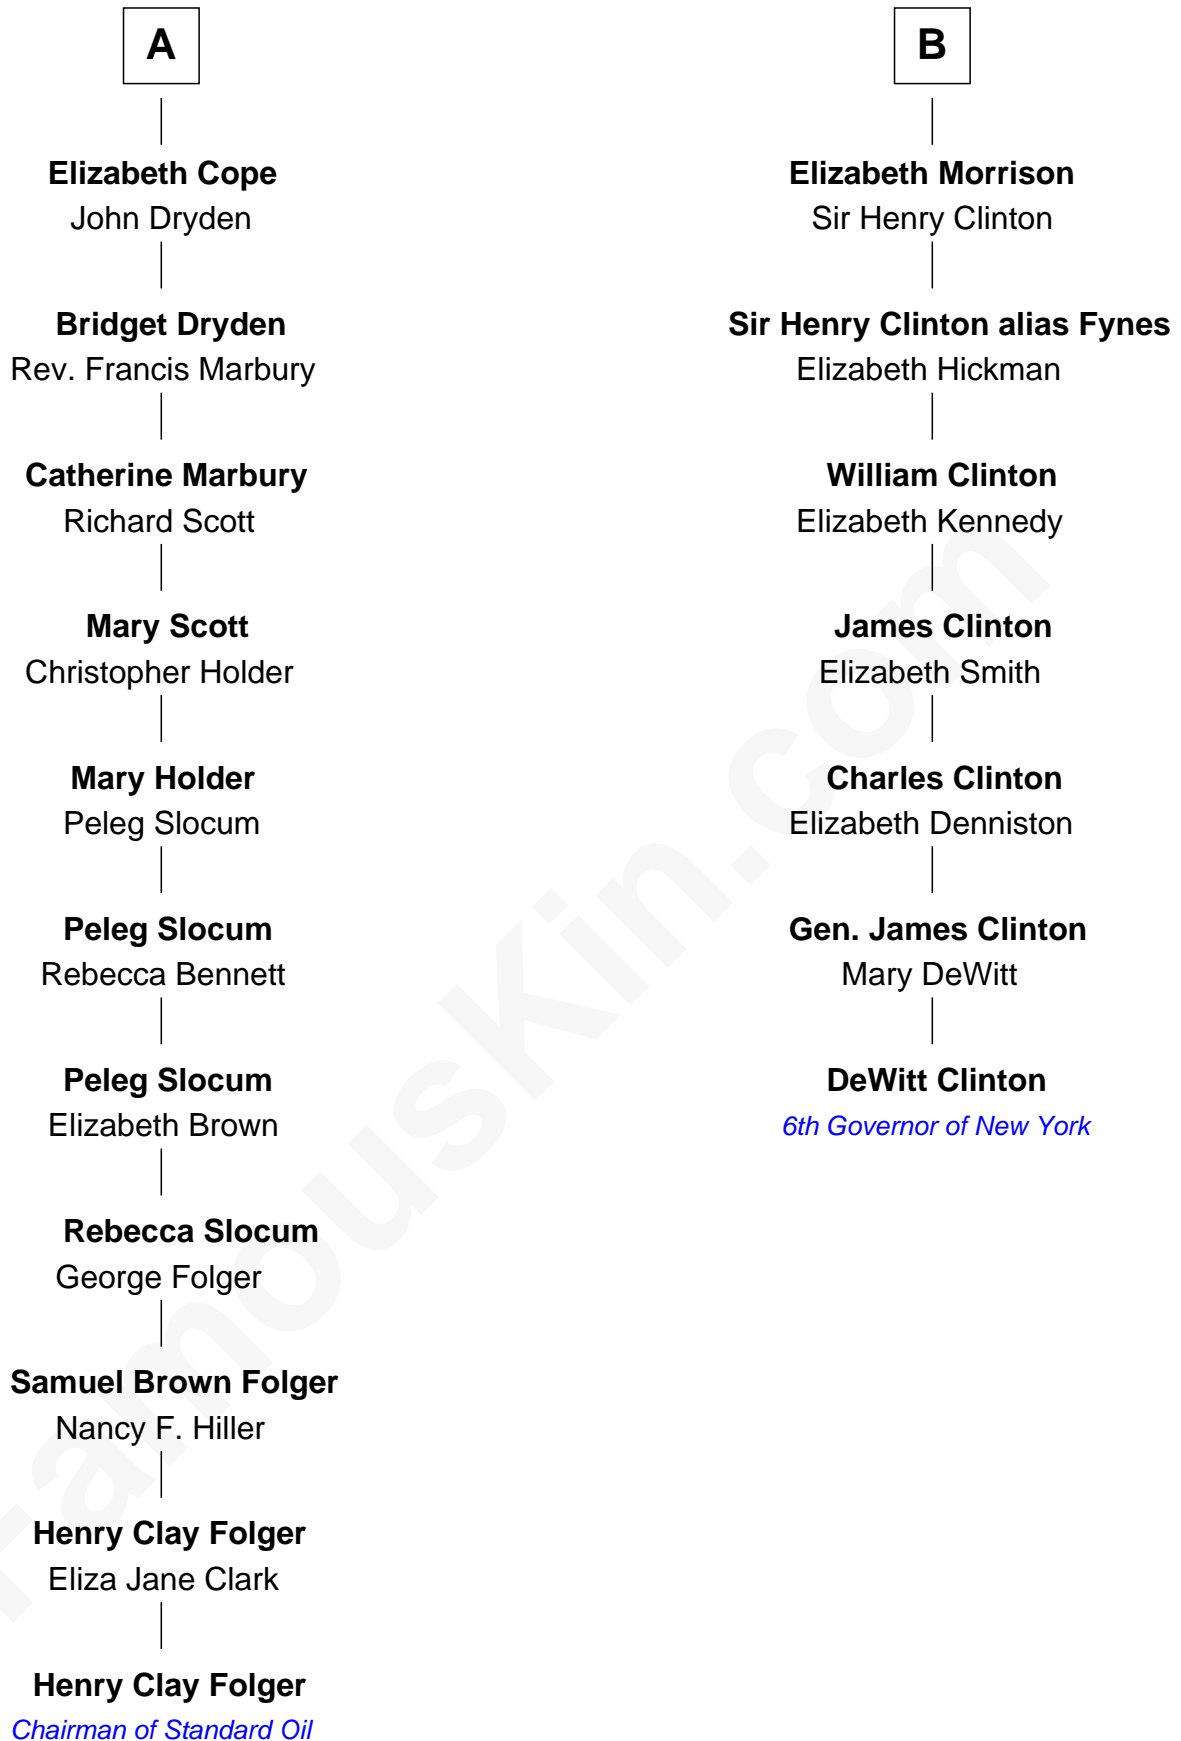 A
Elizabeth Cope
John Dryden
Bridget Dryden
Rev. Francis Marbury
Catherine Marbury
Richard Scott
Mary Scott
Christopher Holder
Mary Holder
Peleg Slocum
Peleg Slocum
Rebecca Bennett
Peleg Slocum
Elizabeth Brown
Rebecca Slocum
George Folger
Samuel Brown Folger
Nancy F. Hiller
Henry Clay Folger
Eliza Jane Clark
Henry Clay Folger
Chairman of Standard Oil
B
Elizabeth Morrison
Sir Henry Clinton
Sir Henry Clinton alias Fynes
Elizabeth Hickman
William Clinton
Elizabeth Kennedy
James Clinton
Elizabeth Smith
Charles Clinton
Elizabeth Denniston
Gen. James Clinton
Mary DeWitt
DeWitt Clinton
6th Governor of New York
FamousKin.com